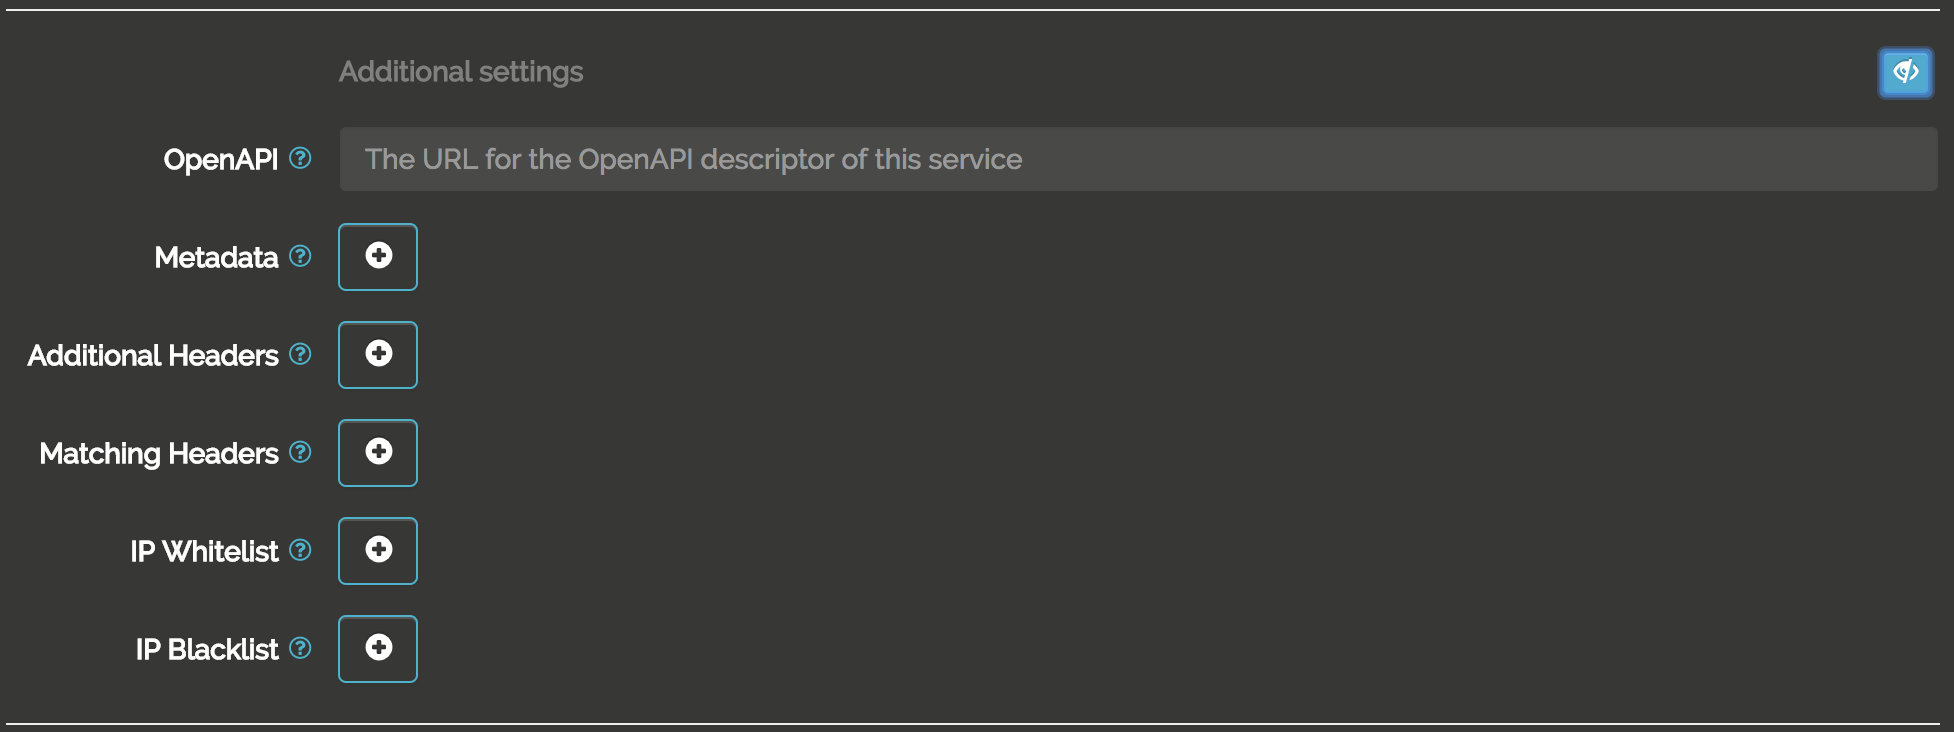 Additional settings
OpenAPI
The URL for the OpenAPI descriptor of this service
Metadata
Additional Headers
Matching Headers
IP Whitelist
IP Blacklist